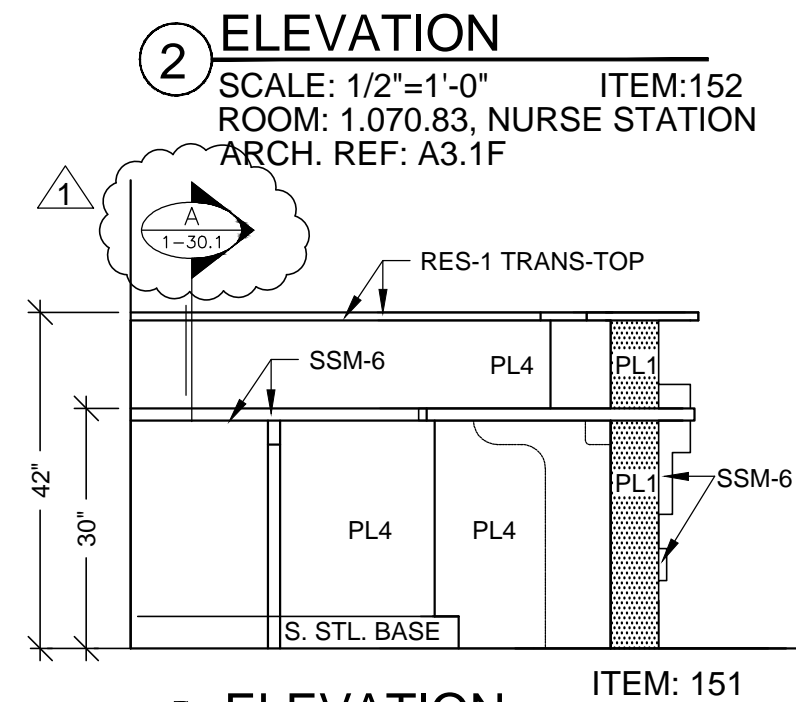 2 ELEVATION
SCALE: 1/2"=1'-0" ITEM:152
ROOM: 1.070.83, NURSE STATION
ARCH. REF: A3.1F
1
A
1-30.1
RES-1 TRANS-TOP
SSM-6
PL4
PL1
42"
30"
PL1
SSM-6
PL4
PL4
S. STL. BASE
ITEM: 151
ELEVATION